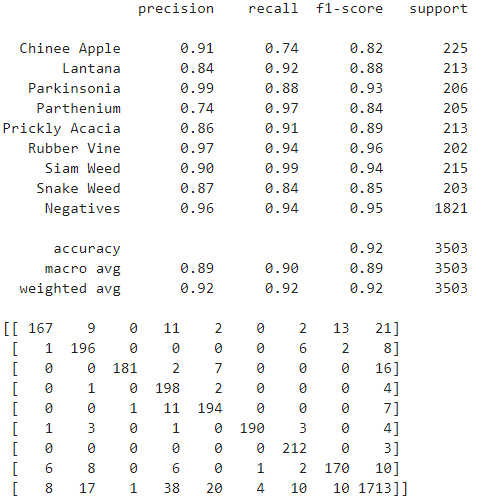 precision recall f1-score support
Chinee Apple 0.91 0.74 0.82 225
Lantana 0.84 0.92 0.88 213
Parkinsonia 0.99 0.88 0.93 206
Parthenium 0.74 0.97 0.84 205
Prickly Acacia 0.86 0.91 0.89 213
Rubber Vine 0.97 0.94 0.96 202
Siam Weed 0.90 0.99 0.94 215
Snake Weed 0.87 0.84 0.85 203
Negatives 0.96 0.94 0.95 1821
accuracy 0.92 3503
macro avg 0.89 0.90 0.89 3503
weighted avg 0.92 0.92 0.92 3503
[[ 167 9 0 11 2 0 2 13 21]
[ 1 196 0 0 0 0 6 2 8]
[ 0 0 181 2 7 0 0 0 16]
[ 0 1 0 198 2 0 0 0 4]
[ 0 0 1 11 194 0 0 0 7]
[ 1 3 0 1 0 190 3 0 4]
[ 0 0 0 0 0 0 212 0 3]
[ 6 8 0 6 0 1 2 170 10]
[ 8 17 1 38 20 4 10 10 1713]]